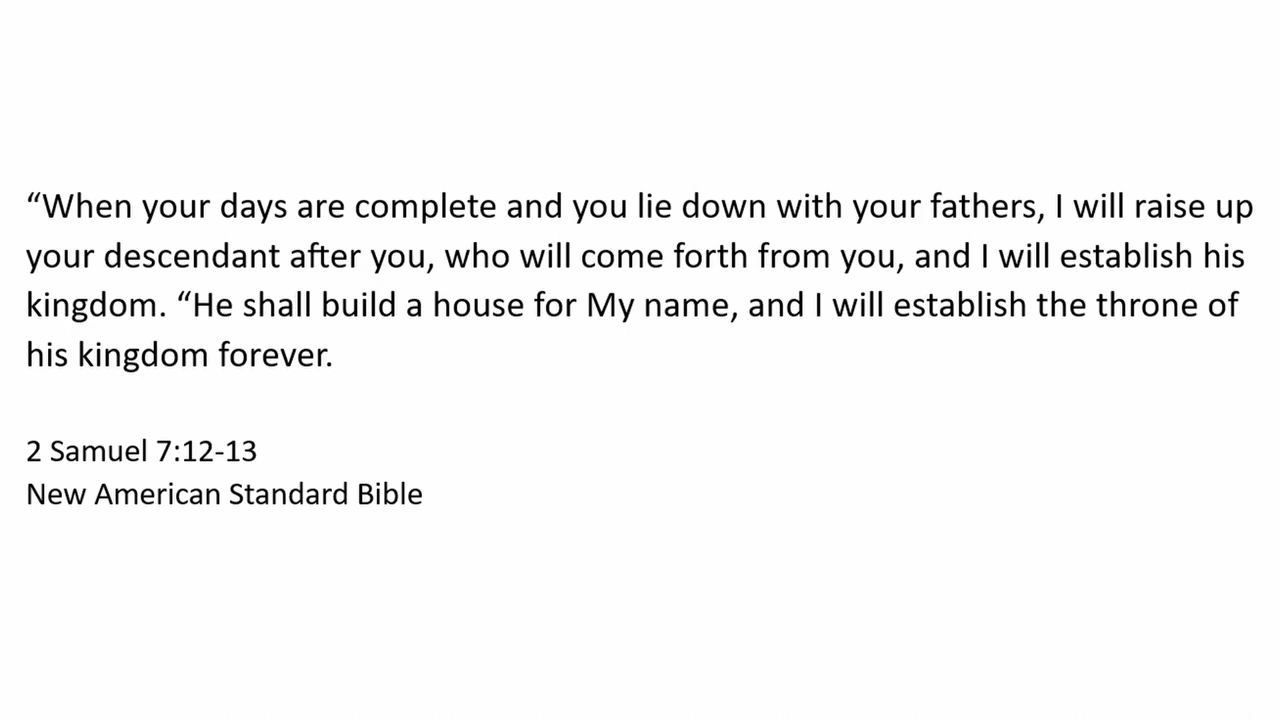 “When your days are complete and you lie down with your fathers, I will raise up
your descendant after you, who will come forth from you, and I will establish his
kingdom. “He shall build a house for My name, and I will establish the throne of
his kingdom forever.
2 Samuel 7:12-13
New American Standard Bible